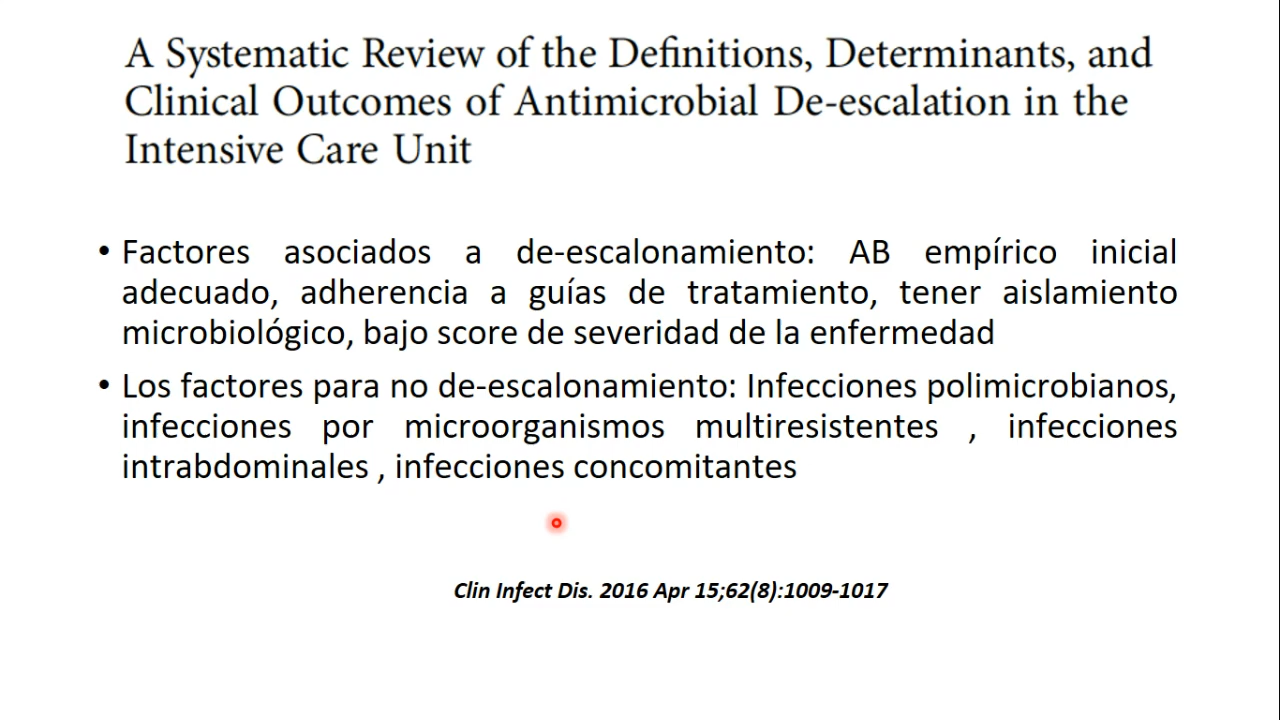 A Systematic Review of the Definitions, Determinants, and
Clinical Outcomes of Antimicrobial De-escalation in the
Intensive Care Unit
• Factores asociados a de-escalonamiento: AB empírico inicial
adecuado, adherencia a guías de tratamiento, tener aislamiento
microbiológico, bajo score de severidad de la enfermedad
• Los factores para no de-escalonamiento: Infecciones polimicrobianos,
infecciones por microorganismos multiresistentes , infecciones
intrabdominales , infecciones concomitantes
Clin Infect Dis. 2016 Apr 15;62(8):1009-1017